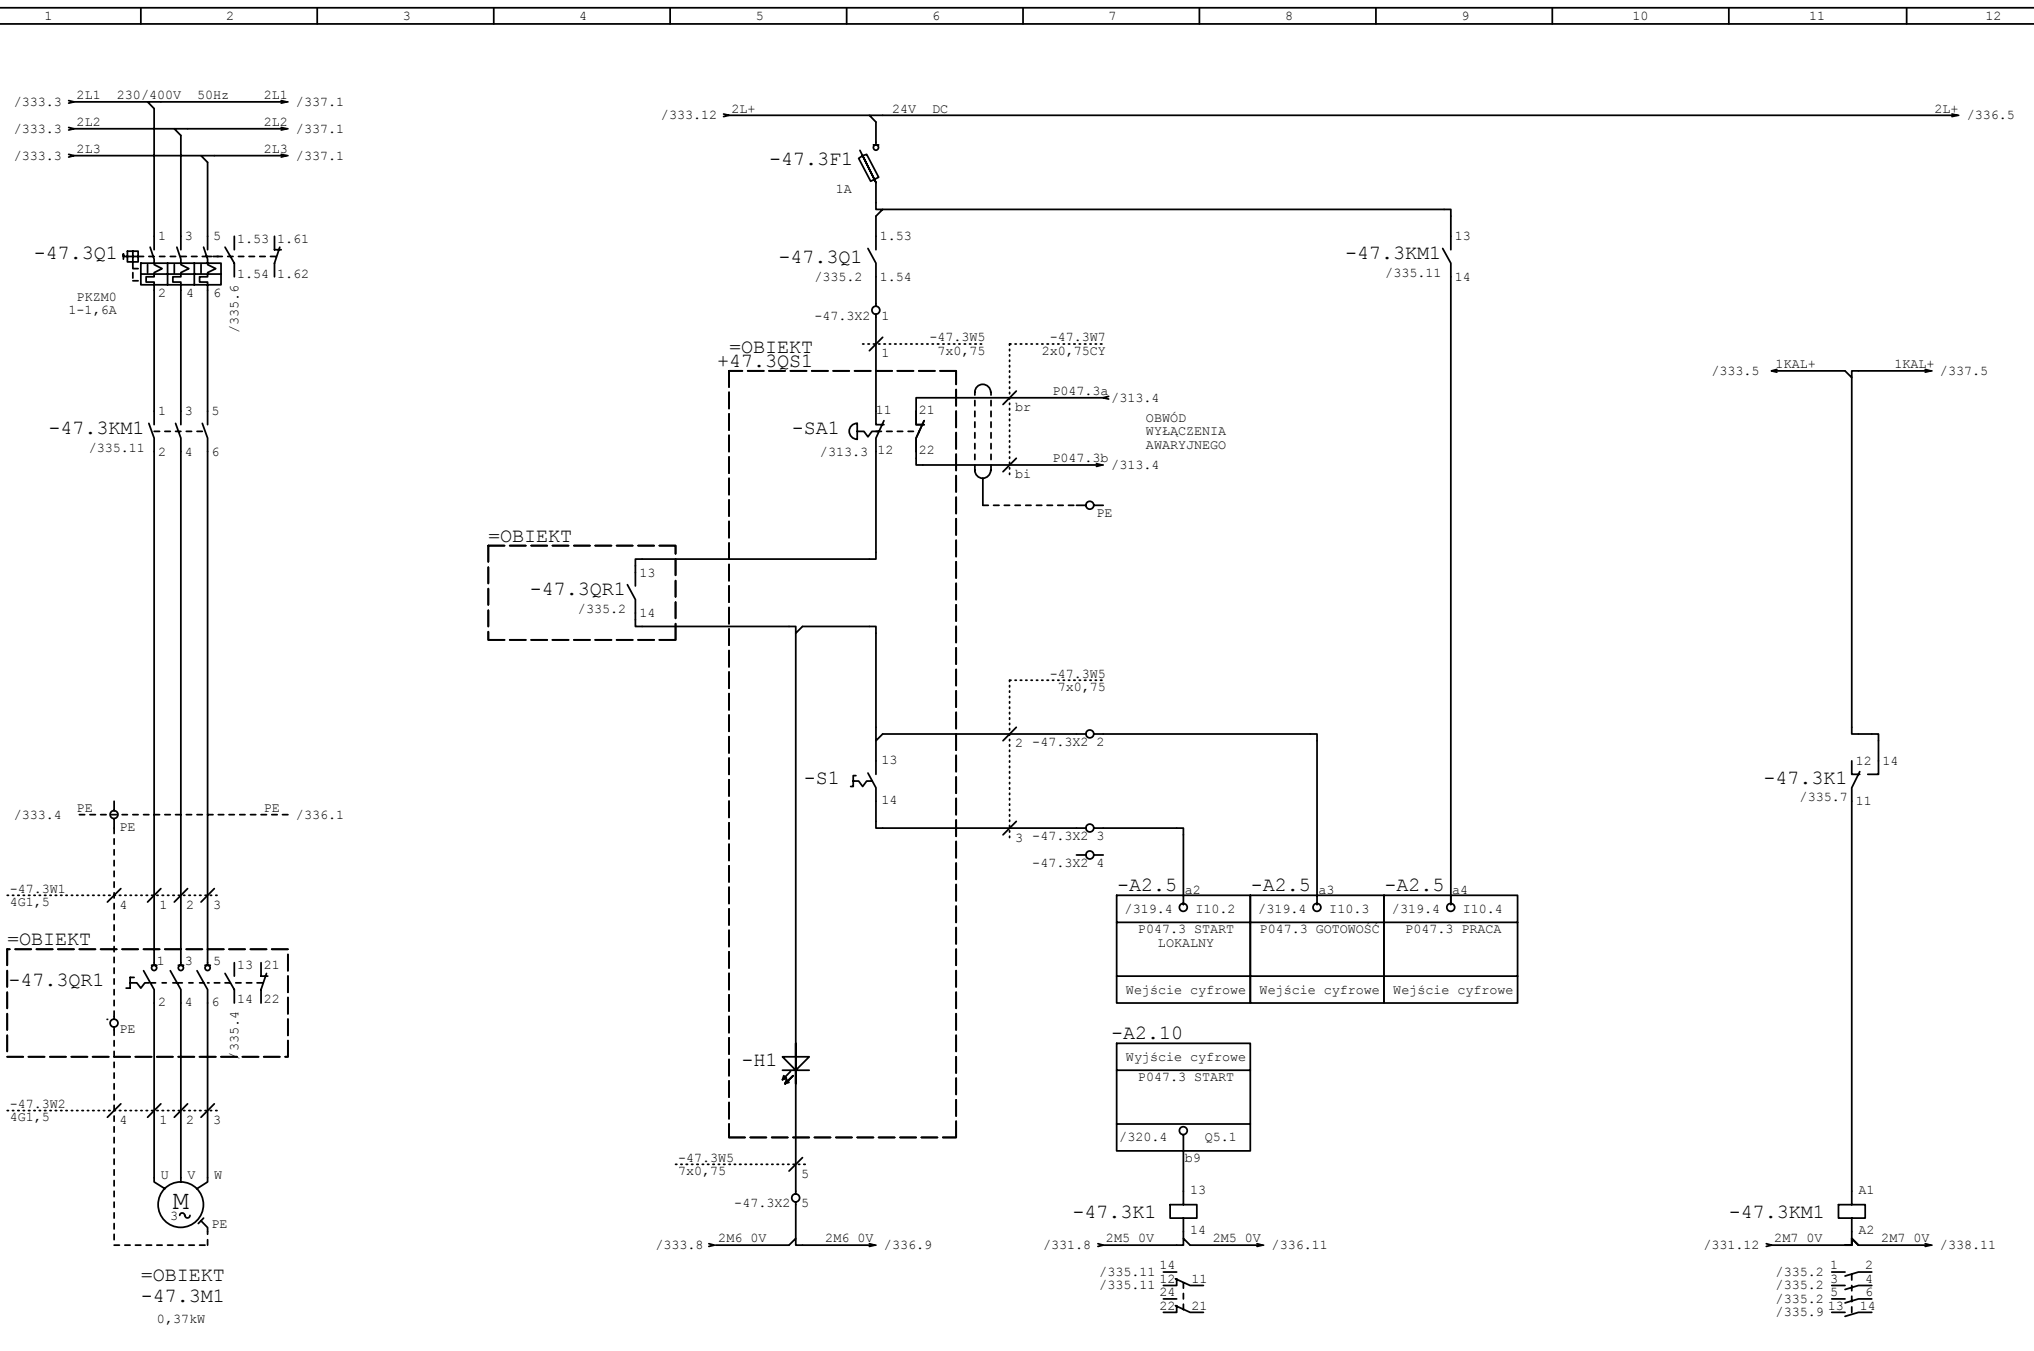 1 2 3 4 5 6 7 8 9 10 11 12
/333.3 2L1 230/400V 50Hz 2L1 /337.1
/333.3 2L2 2L2 /337.1
/333.3 2L3 2L3 /337.1
/333.12 2L+ 24V DC 2L+ /336.5
-47.3F1
1A
1 3 5 1.53 1.61
-47.3Q1
1.54 1.62
2 4 6
PKZM0
1-1,6A
/335.6
1.53
-47.3Q1
/335.2 1.54
13
-47.3KM1
/335.11 14
-47.3X2 1
-47.3W5
7x0,75
1
-47.3W7
2x0,75CY
=OBIEKT
+47.3QS1
/333.5 1KAL+ 1KAL+ /337.5
1 3 5
-47.3KM1
/335.11 2 4 6
11 21
-SA1
/313.3 12 22
P047.3a /313.4
br
OBWÓD
WYŁĄCZENIA
AWARYJNEGO
P047.3b /313.4
bi
PE
=OBIEKT
13
-47.3QR1
/335.2 14
-47.3W5
7x0,75
2 -47.3X2 2
13
-S1
14
3 -47.3X2 3
-47.3X2 4
12 14
-47.3K1
/335.7 11
/333.4 PE PE /336.1
PE
-47.3W1
4G1,5
4 1 2 3
=OBIEKT
1 3 5 13 21
-47.3QR1
2 4 6 14 22
PE
/335.4
-A2.5 a2 -A2.5 a3 -A2.5 a4
/319.4 I10.2 /319.4 I10.3 /319.4 I10.4
P047.3 START P047.3 GOTOWOŚĆ P047.3 PRACA
LOKALNY
Wejście cyfrowe Wejście cyfrowe Wejście cyfrowe
-A2.10
Wyjście cyfrowe
P047.3 START
/320.4 Q5.1
b9
-H1
-47.3W2
4G1,5
4 1 2 3
-47.3W5
7x0,75
5
-47.3X2 5
U V W
M
3
PE
13
-47.3K1
14
A1
-47.3KM1
A2
/333.8 2M6 0V 2M6 0V /336.9
/331.8 2M5 0V 2M5 0V /336.11
/331.12 2M7 0V 2M7 0V /338.11
=OBIEKT
-47.3M1
0,37kW
/335.11 14
/335.11 12 11
24
22 21
/335.2 1 2
/335.2 3 4
/335.2 5 6
/335.9 13 14